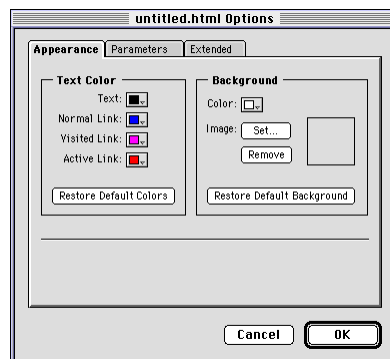 untitled.html Options
Appearance Parameters Extended
Text Color
Text:
Normal Link:
Visited Link:
Active Link:
Restore Default Colors
Background
Color:
Image: Set...
Remove
Restore Default Background
Cancel OK